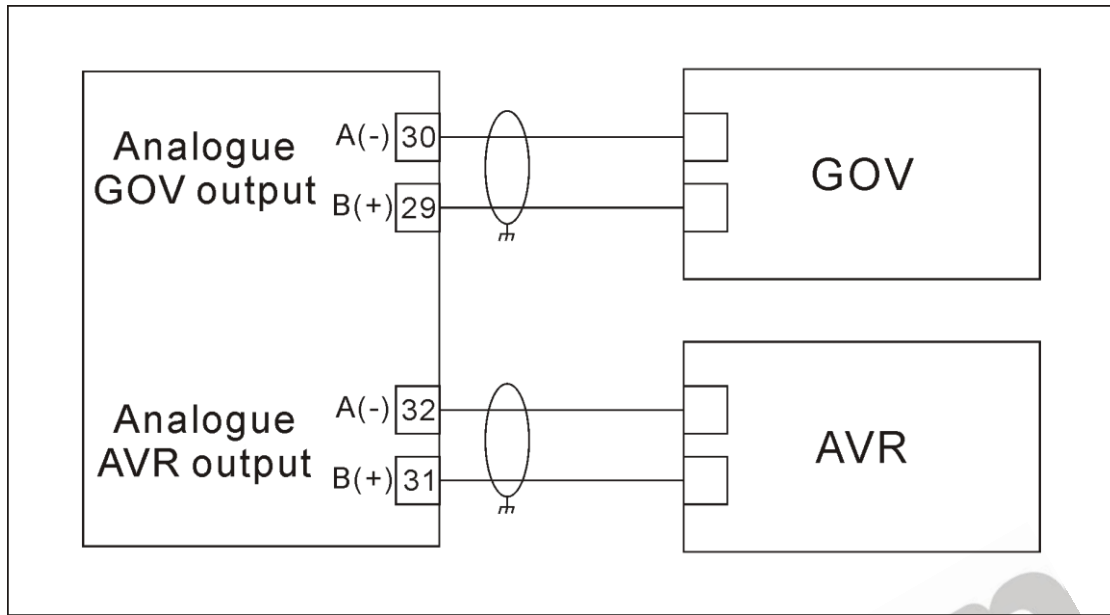 Analogue
GOV output
A(-) 30
B(+) 29
GOV
Analogue
AVR output
A(-) 32
B(+) 31
AVR